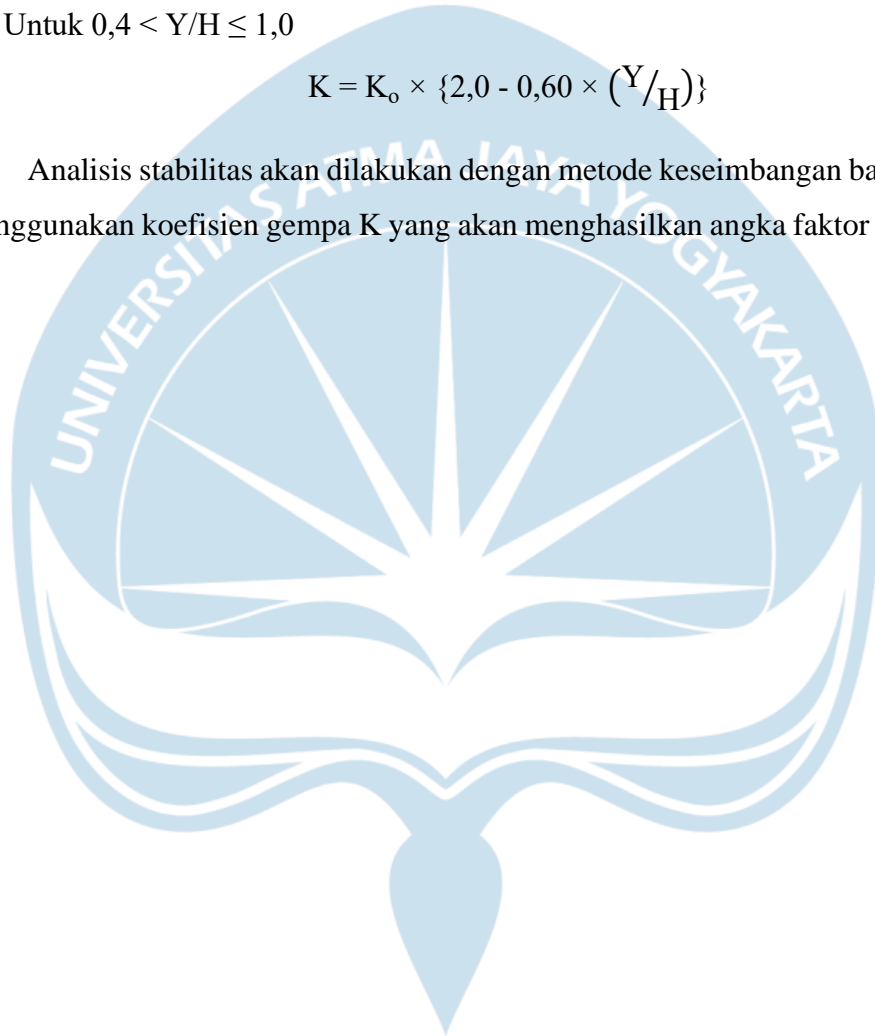 Untuk 0,4 < Y/H ≤ 1,0
K = Kₒ × {2,0 - 0,60 × (Y/H)}
Analisis stabilitas akan dilakukan dengan metode keseimbangan ba
nggunakan koefisien gempa K yang akan menghasilkan angka faktor
UNIVERSITAS ATMA JAYA YOGYAKARTA